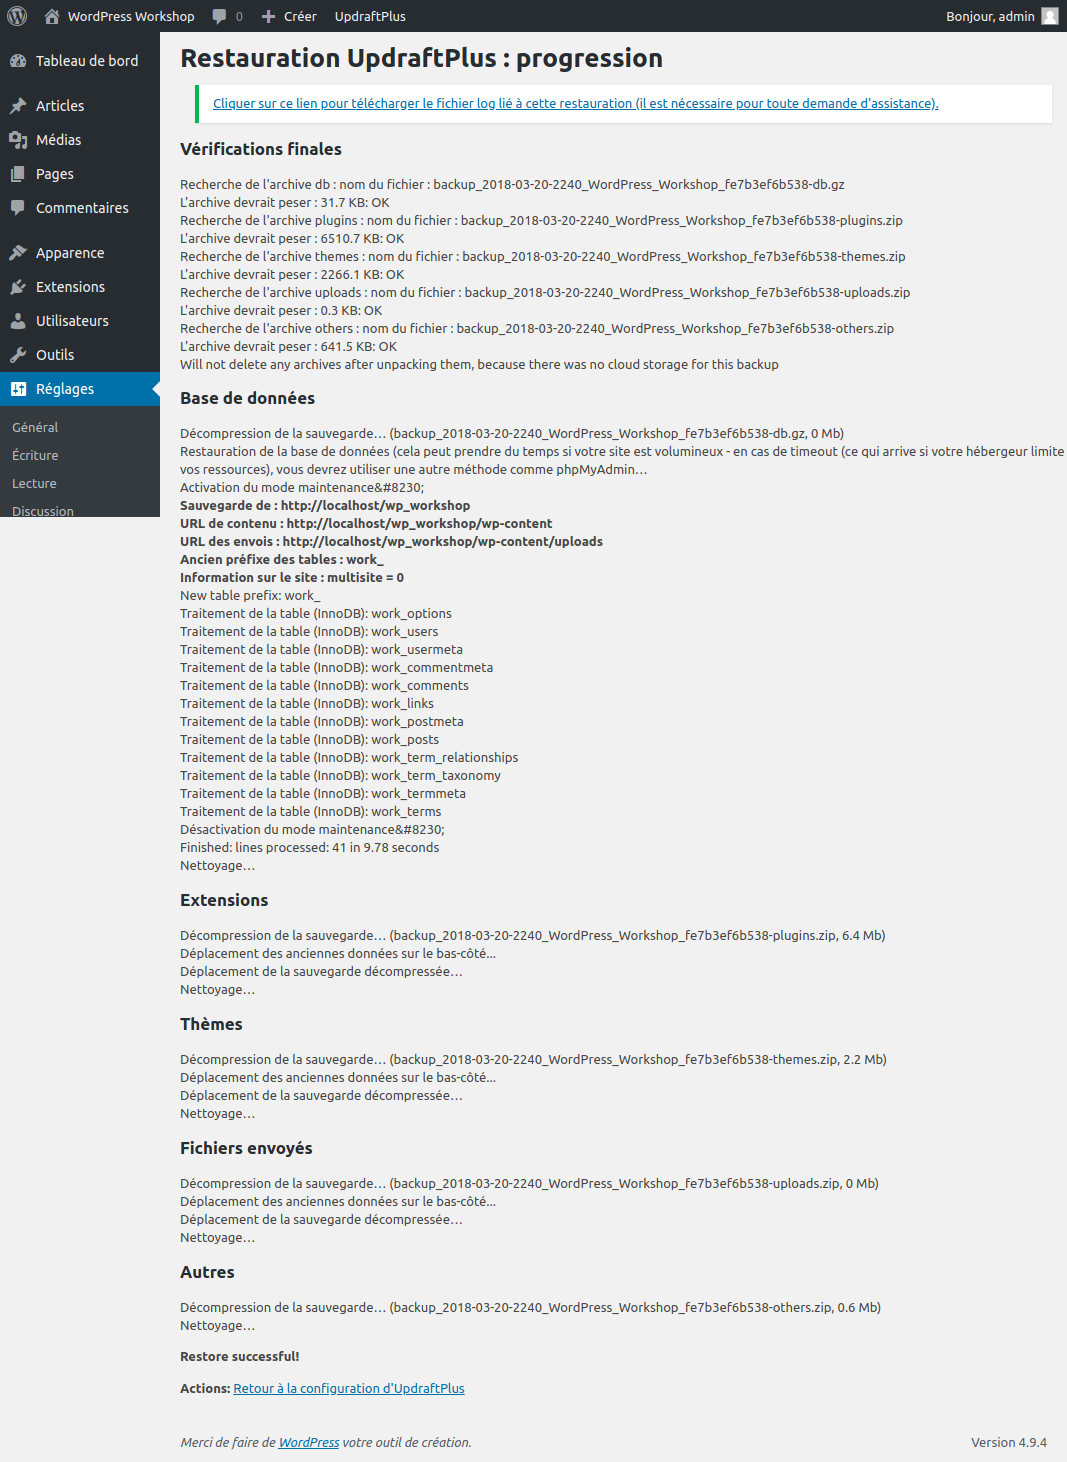 WordPress Workshop 0 Créer UpdraftPlus Bonjour, admin
Tableau de bord
Articles
Médias
Pages
Commentaires
Apparence
Extensions
Utilisateurs
Outils
Réglages
Général
Écriture
Lecture
Discussion
Restauration UpdraftPlus : progression
Cliquer sur ce lien pour télécharger le fichier log lié à cette restauration (il est nécessaire pour toute demande d'assistance).
Vérifications finales
Recherche de l'archive db : nom du fichier : backup_2018-03-20-2240_WordPress_Workshop_fe7b3ef6b538-db.gz
L'archive devrait peser : 31.7 KB: OK
Recherche de l'archive plugins : nom du fichier : backup_2018-03-20-2240_WordPress_Workshop_fe7b3ef6b538-plugins.zip
L'archive devrait peser : 6510.7 KB: OK
Recherche de l'archive themes : nom du fichier : backup_2018-03-20-2240_WordPress_Workshop_fe7b3ef6b538-themes.zip
L'archive devrait peser : 2266.1 KB: OK
Recherche de l'archive uploads : nom du fichier : backup_2018-03-20-2240_WordPress_Workshop_fe7b3ef6b538-uploads.zip
L'archive devrait peser : 0.3 KB: OK
Recherche de l'archive others : nom du fichier : backup_2018-03-20-2240_WordPress_Workshop_fe7b3ef6b538-others.zip
L'archive devrait peser : 641.5 KB: OK
Will not delete any archives after unpacking them, because there was no cloud storage for this backup
Base de données
Décompression de la sauvegarde… (backup_2018-03-20-2240_WordPress_Workshop_fe7b3ef6b538-db.gz, 0 Mb)
Restauration de la base de données (cela peut prendre du temps si votre site est volumineux - en cas de timeout (ce qui arrive si votre hébergeur limite
vos ressources), vous devrez utiliser une autre méthode comme phpMyAdmin…
Activation du mode maintenance&#8230;
Sauvegarde de : http://localhost/wp_workshop
URL de contenu : http://localhost/wp_workshop/wp-content
URL des envois : http://localhost/wp_workshop/wp-content/uploads
Ancien préfixe des tables : work_
Information sur le site : multisite = 0
New table prefix: work_
Traitement de la table (InnoDB): work_options
Traitement de la table (InnoDB): work_users
Traitement de la table (InnoDB): work_usermeta
Traitement de la table (InnoDB): work_commentmeta
Traitement de la table (InnoDB): work_comments
Traitement de la table (InnoDB): work_links
Traitement de la table (InnoDB): work_postmeta
Traitement de la table (InnoDB): work_posts
Traitement de la table (InnoDB): work_term_relationships
Traitement de la table (InnoDB): work_term_taxonomy
Traitement de la table (InnoDB): work_termmeta
Traitement de la table (InnoDB): work_terms
Désactivation du mode maintenance&#8230;
Finished: lines processed: 41 in 9.78 seconds
Nettoyage…
Extensions
Décompression de la sauvegarde… (backup_2018-03-20-2240_WordPress_Workshop_fe7b3ef6b538-plugins.zip, 6.4 Mb)
Déplacement des anciennes données sur le bas-côté...
Déplacement de la sauvegarde décompressée…
Nettoyage…
Thèmes
Décompression de la sauvegarde… (backup_2018-03-20-2240_WordPress_Workshop_fe7b3ef6b538-themes.zip, 2.2 Mb)
Déplacement des anciennes données sur le bas-côté...
Déplacement de la sauvegarde décompressée…
Nettoyage…
Fichiers envoyés
Décompression de la sauvegarde… (backup_2018-03-20-2240_WordPress_Workshop_fe7b3ef6b538-uploads.zip, 0 Mb)
Déplacement des anciennes données sur le bas-côté...
Déplacement de la sauvegarde décompressée…
Nettoyage…
Autres
Décompression de la sauvegarde… (backup_2018-03-20-2240_WordPress_Workshop_fe7b3ef6b538-others.zip, 0.6 Mb)
Nettoyage…
Restore successful!
Actions: Retour à la configuration d'UpdraftPlus
Merci de faire de WordPress votre outil de création. Version 4.9.4